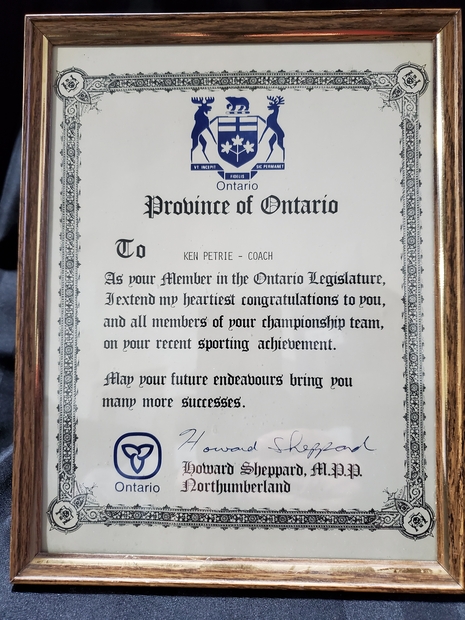 VT INCEPIT SIC PERMANET
FIDELIS
Ontario
Province of Ontario
To KEN PETRIE - COACH
As your Member in the Ontario Legislature,
I extend my heartiest congratulations to you,
and all members of your championship team,
on your recent sporting achievement.
May your future endeavours bring you
many more successes.
Howard Sheppard
Howard Sheppard, M.P.P.
Northumberland
Ontario